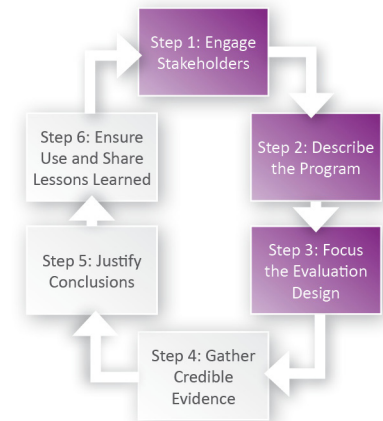 Step 1: Engage
Stakeholders
Step 2: Describe
the Program
Step 3: Focus
the Evaluation
Design
Step 4: Gather
Credible
Evidence
Step 5: Justify
Conclusions
Step 6: Ensure
Use and Share
Lessons Learned